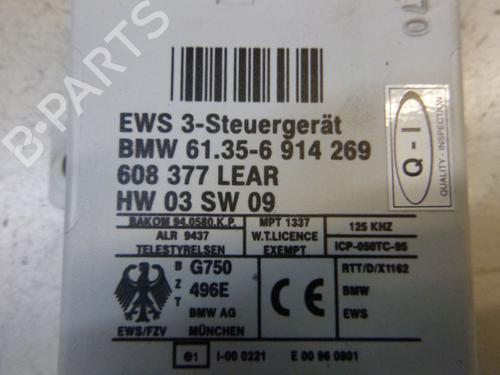 EWS 3-Steuergerät
BMW 61.35-6 914 269
608 377 LEAR
HW 03 SW 09
Q - I
QUALITY - INSPECTION
BAKOM 94.0580.K.P.
ALR 9437
TELESTYRELSEN
MPT 1337
W.T.LICENCE
EXEMPT
125 KHZ
ICP-050TC-95
BZT
G750
496E
BMW AG
MÜNCHEN
EWS/FZV
CE
RTT/D/X1162
BMW
EWS
e1
I-00 0221
E 00 96 0801
B-PARTS